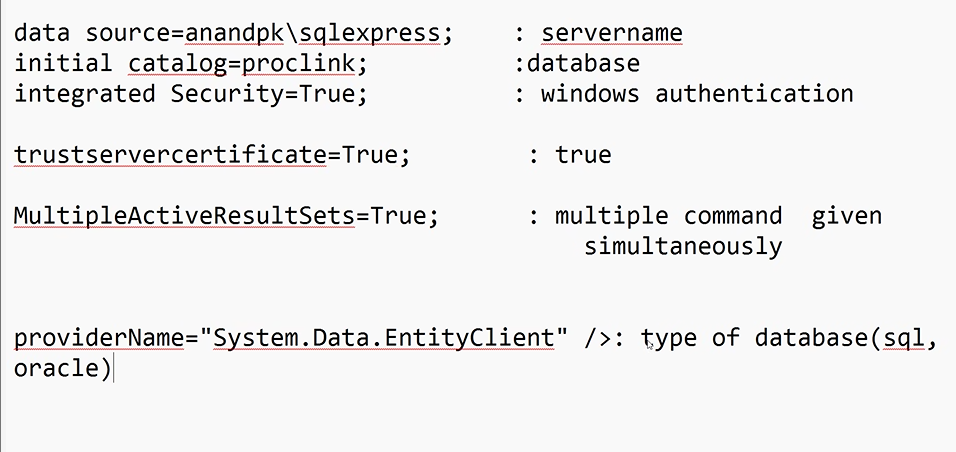 data source=anandpk\sqlexpress;    : servername
initial catalog=proclink;          :database
integrated Security=True;          : windows authentication
trustservercertificate=True;        : true
MultipleActiveResultSets=True;      : multiple command  given
simultaneously
providerName="System.Data.EntityClient" />: type of database(sql,
oracle)